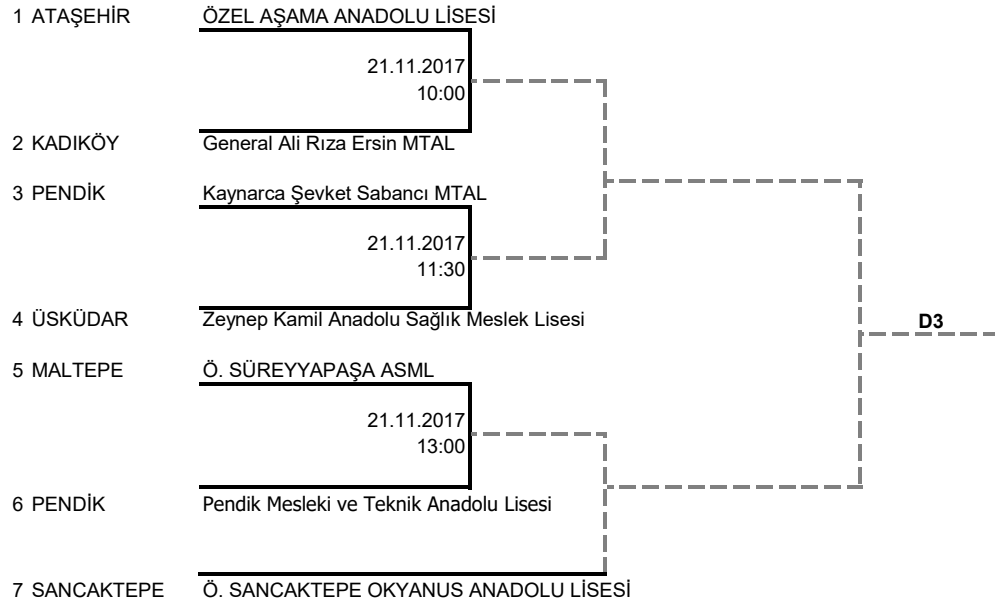 1 ATAŞEHİR ÖZEL AŞAMA ANADOLU LİSESİ
21.11.2017
10:00
2 KADIKÖY General Ali Rıza Ersin MTAL
3 PENDİK Kaynarca Şevket Sabancı MTAL
21.11.2017
11:30
4 ÜSKÜDAR Zeynep Kamil Anadolu Sağlık Meslek Lisesi
D3
5 MALTEPE Ö. SÜREYYAPAŞA ASML
21.11.2017
13:00
6 PENDİK Pendik Mesleki ve Teknik Anadolu Lisesi
7 SANCAKTEPE Ö. SANCAKTEPE OKYANUS ANADOLU LİSESİ